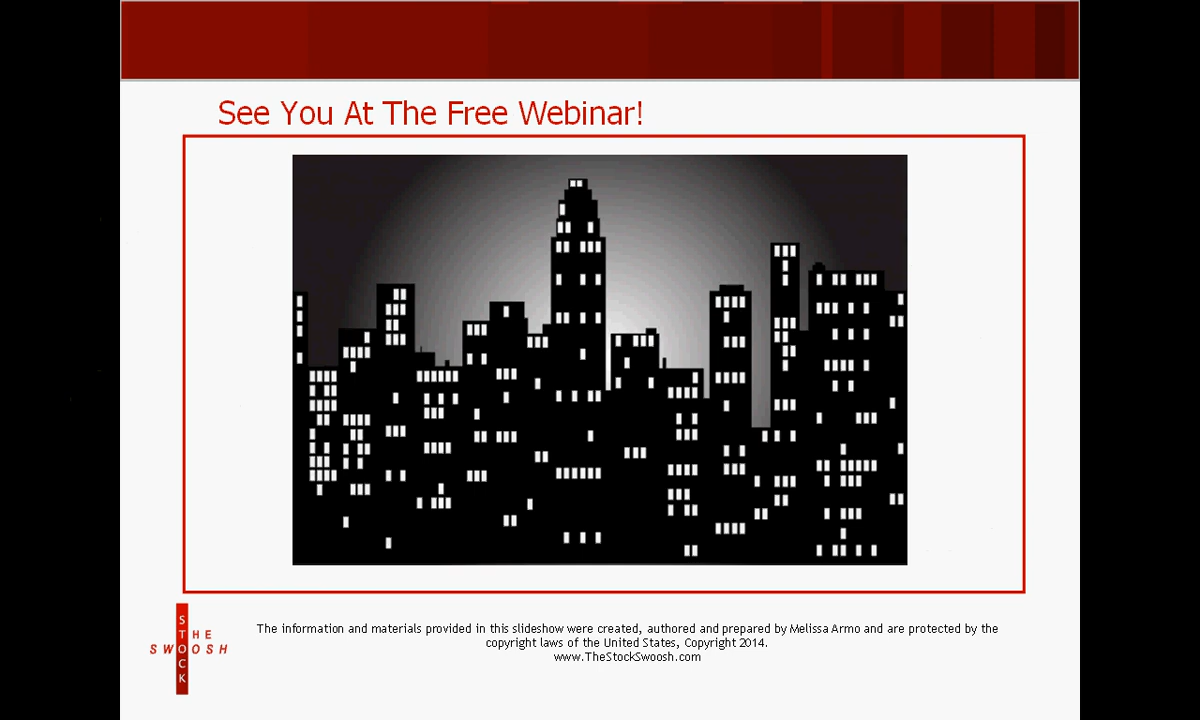 See You At The Free Webinar!
THE
STOCK
SWOOSH
The information and materials provided in this slideshow were created, authored and prepared by Melissa Armo and are protected by the
copyright laws of the United States, Copyright 2014.
www.TheStockSwoosh.com